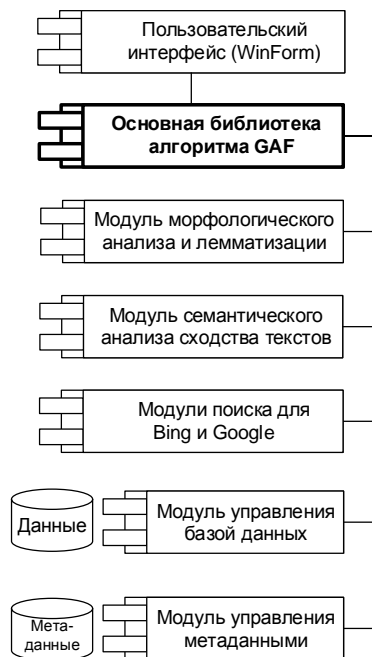 Пользовательский
интерфейс (WinForm)
Основная библиотека
алгоритма GAF
Модуль морфологического
анализа и лемматизации
Модуль семантического
анализа сходства текстов
Модули поиска для
Bing и Google
Данные
Модуль управления
базой данных
Мета-
данные
Модуль управления
метаданными